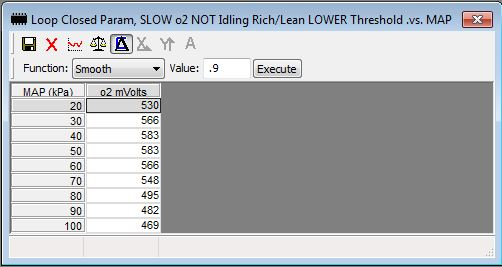 Loop Closed Param, SLOW o2 NOT Idling Rich/Lean LOWER Threshold .vs. MAP
A
Function: Smooth Value: .9 Execute
MAP (kPa) o2 mVolts
20 530
30 566
40 583
50 583
60 566
70 548
80 495
90 482
100 469